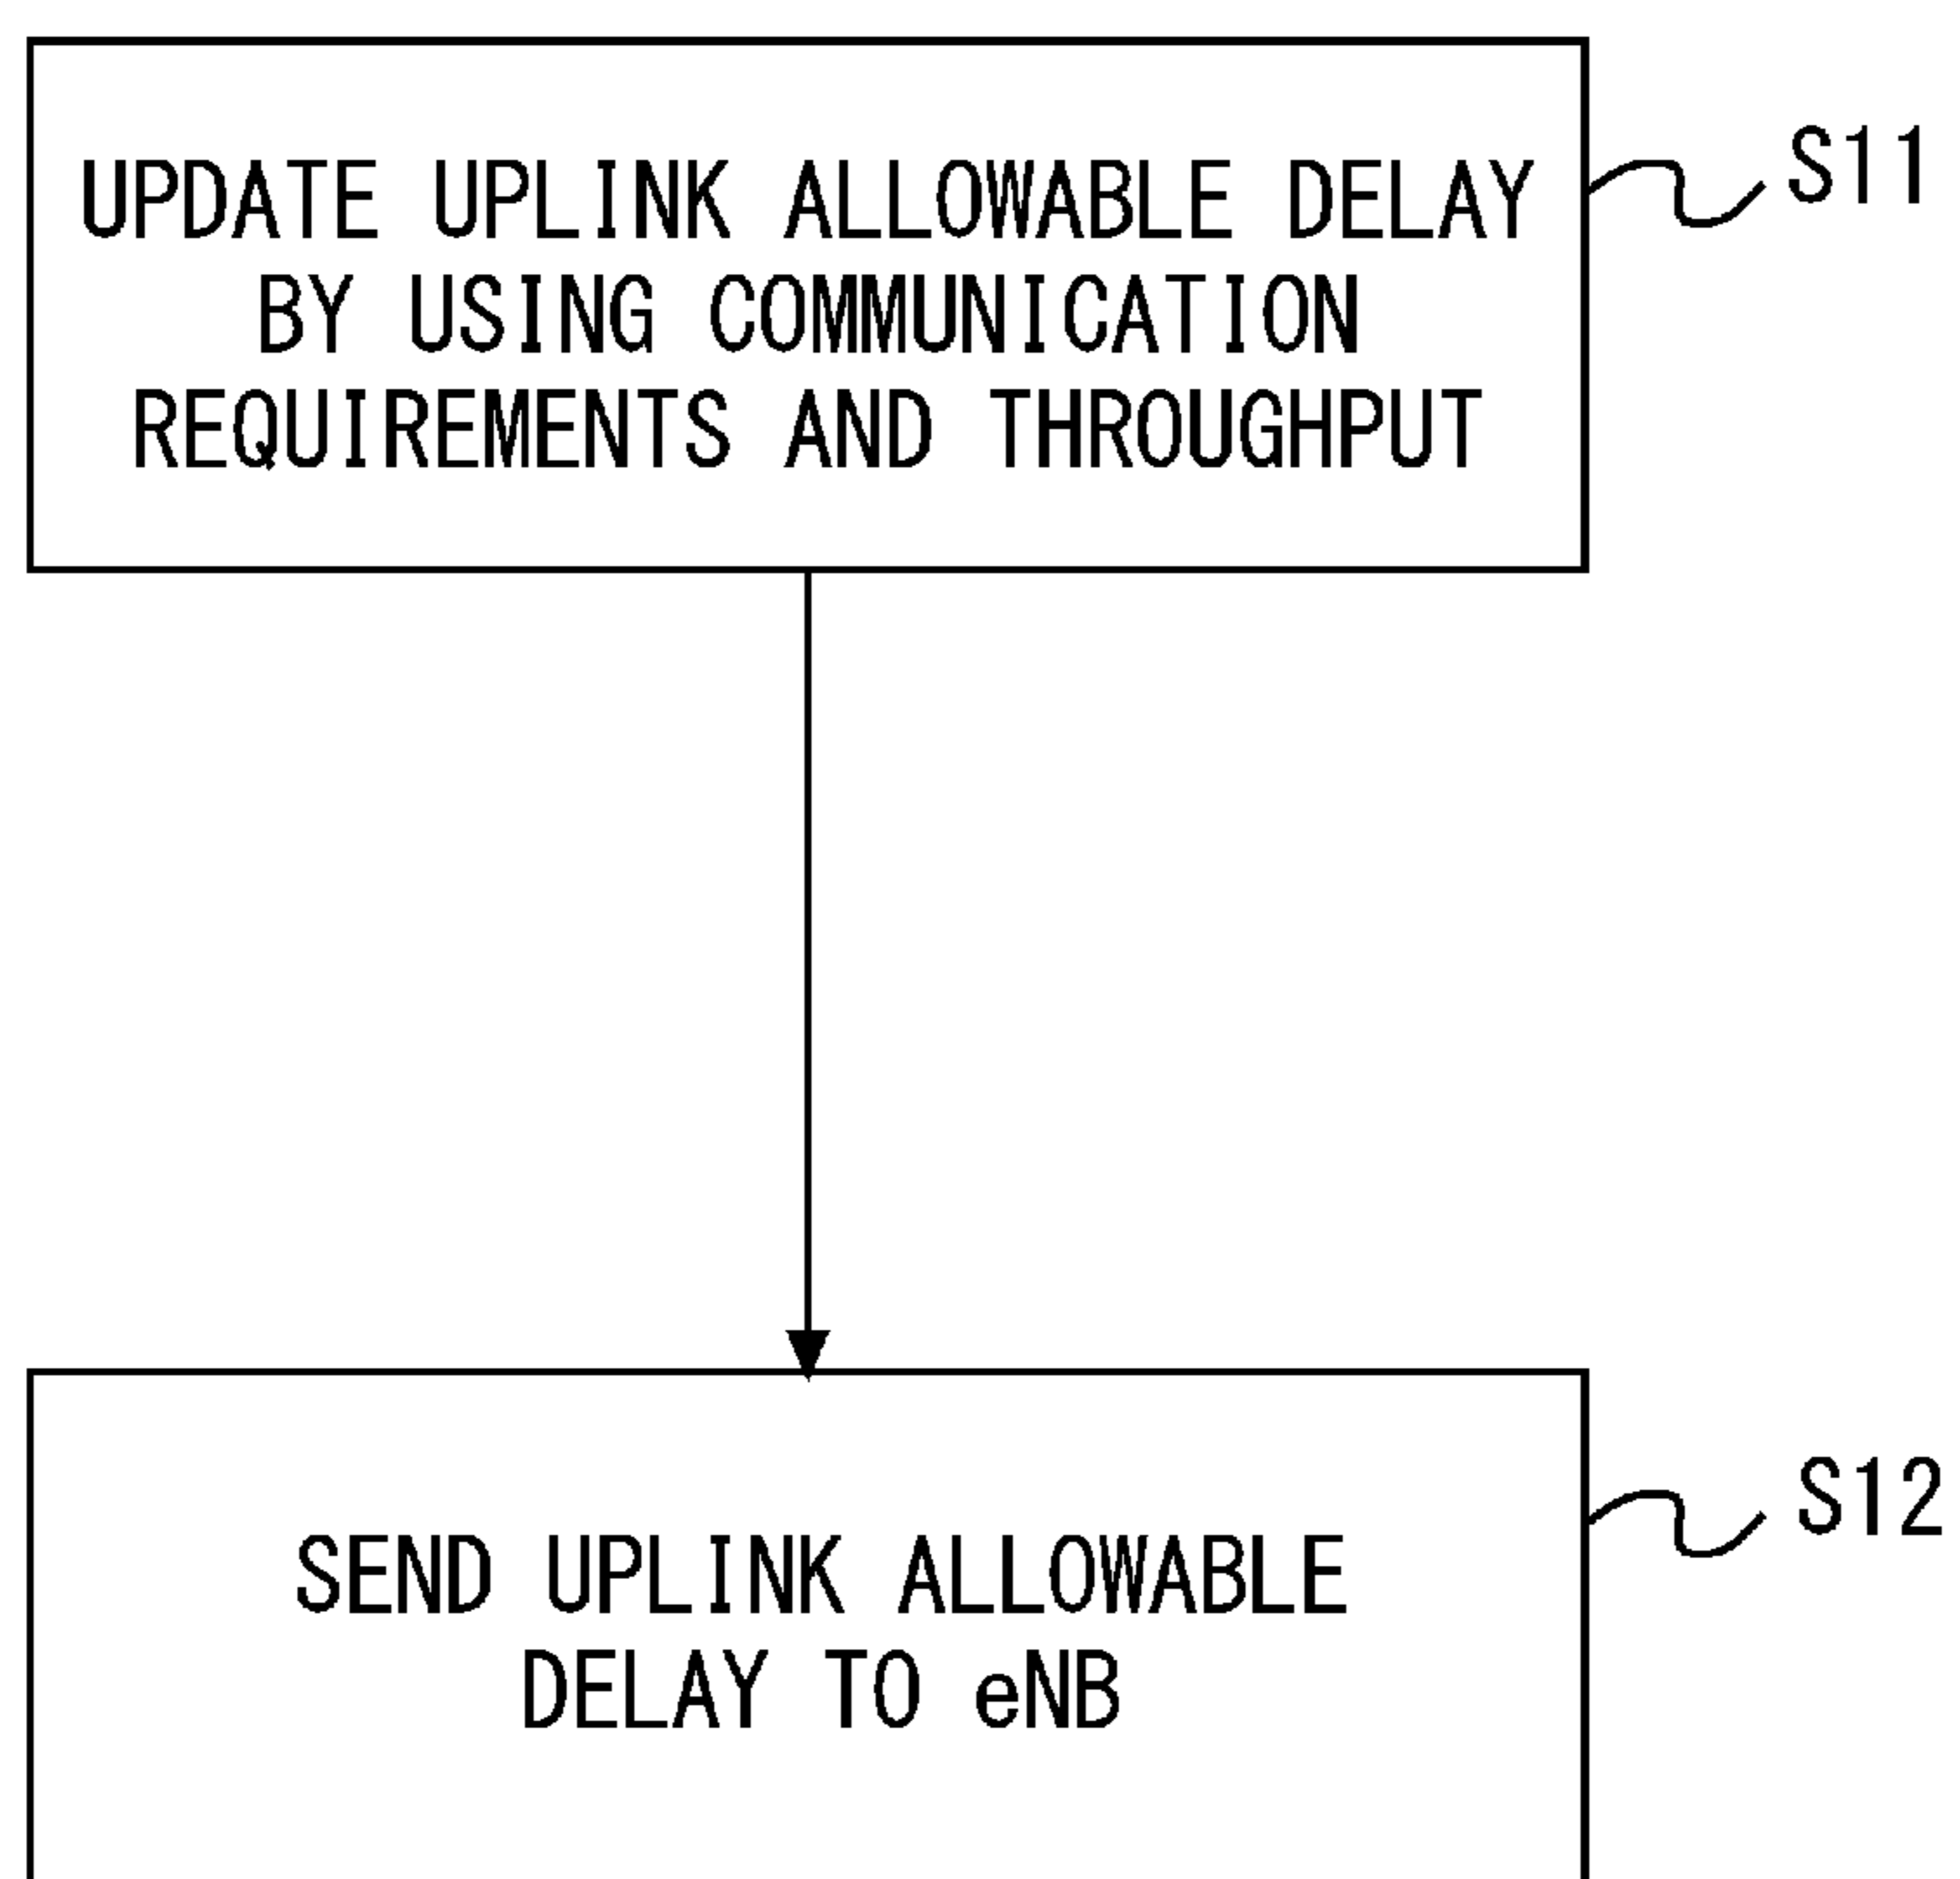 UPDATE UPLINK ALLOWABLE DELAY
BY USING COMMUNICATION
REQUIREMENTS AND THROUGHPUT
S11
SEND UPLINK ALLOWABLE
DELAY TO eNB
S12